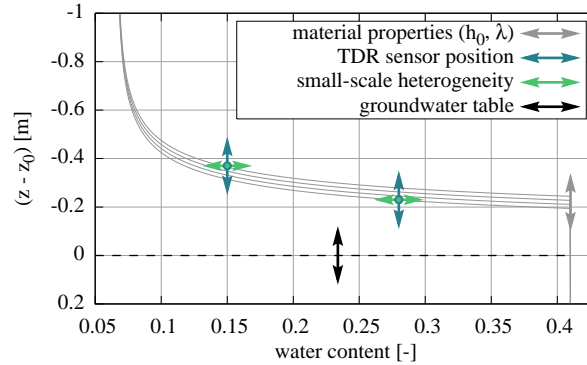 -1
-0.8
-0.6
-0.4
-0.2
0
0.2
(z - z₀) [m]
material properties (h₀, λ)
TDR sensor position
small-scale heterogeneity
groundwater table
0.05 0.1 0.15 0.2 0.25 0.3 0.35 0.4
water content [-]